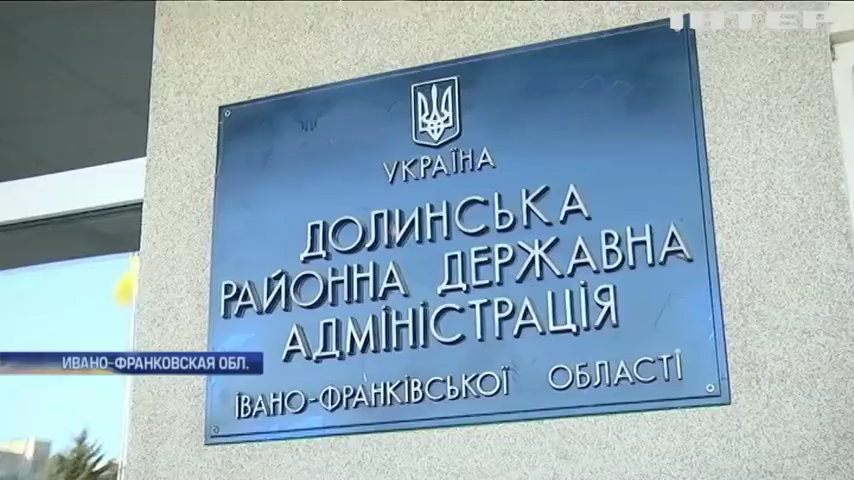 ІНТЕР
УКРАЇНА
ДОЛИНСЬКА
РАЙОННА ДЕРЖАВНА
АДМІНІСТРАЦІЯ
ІВАНО-ФРАНКІВСЬКОЇ ОБЛАСТІ
ИВАНО-ФРАНКОВСКАЯ ОБЛ.